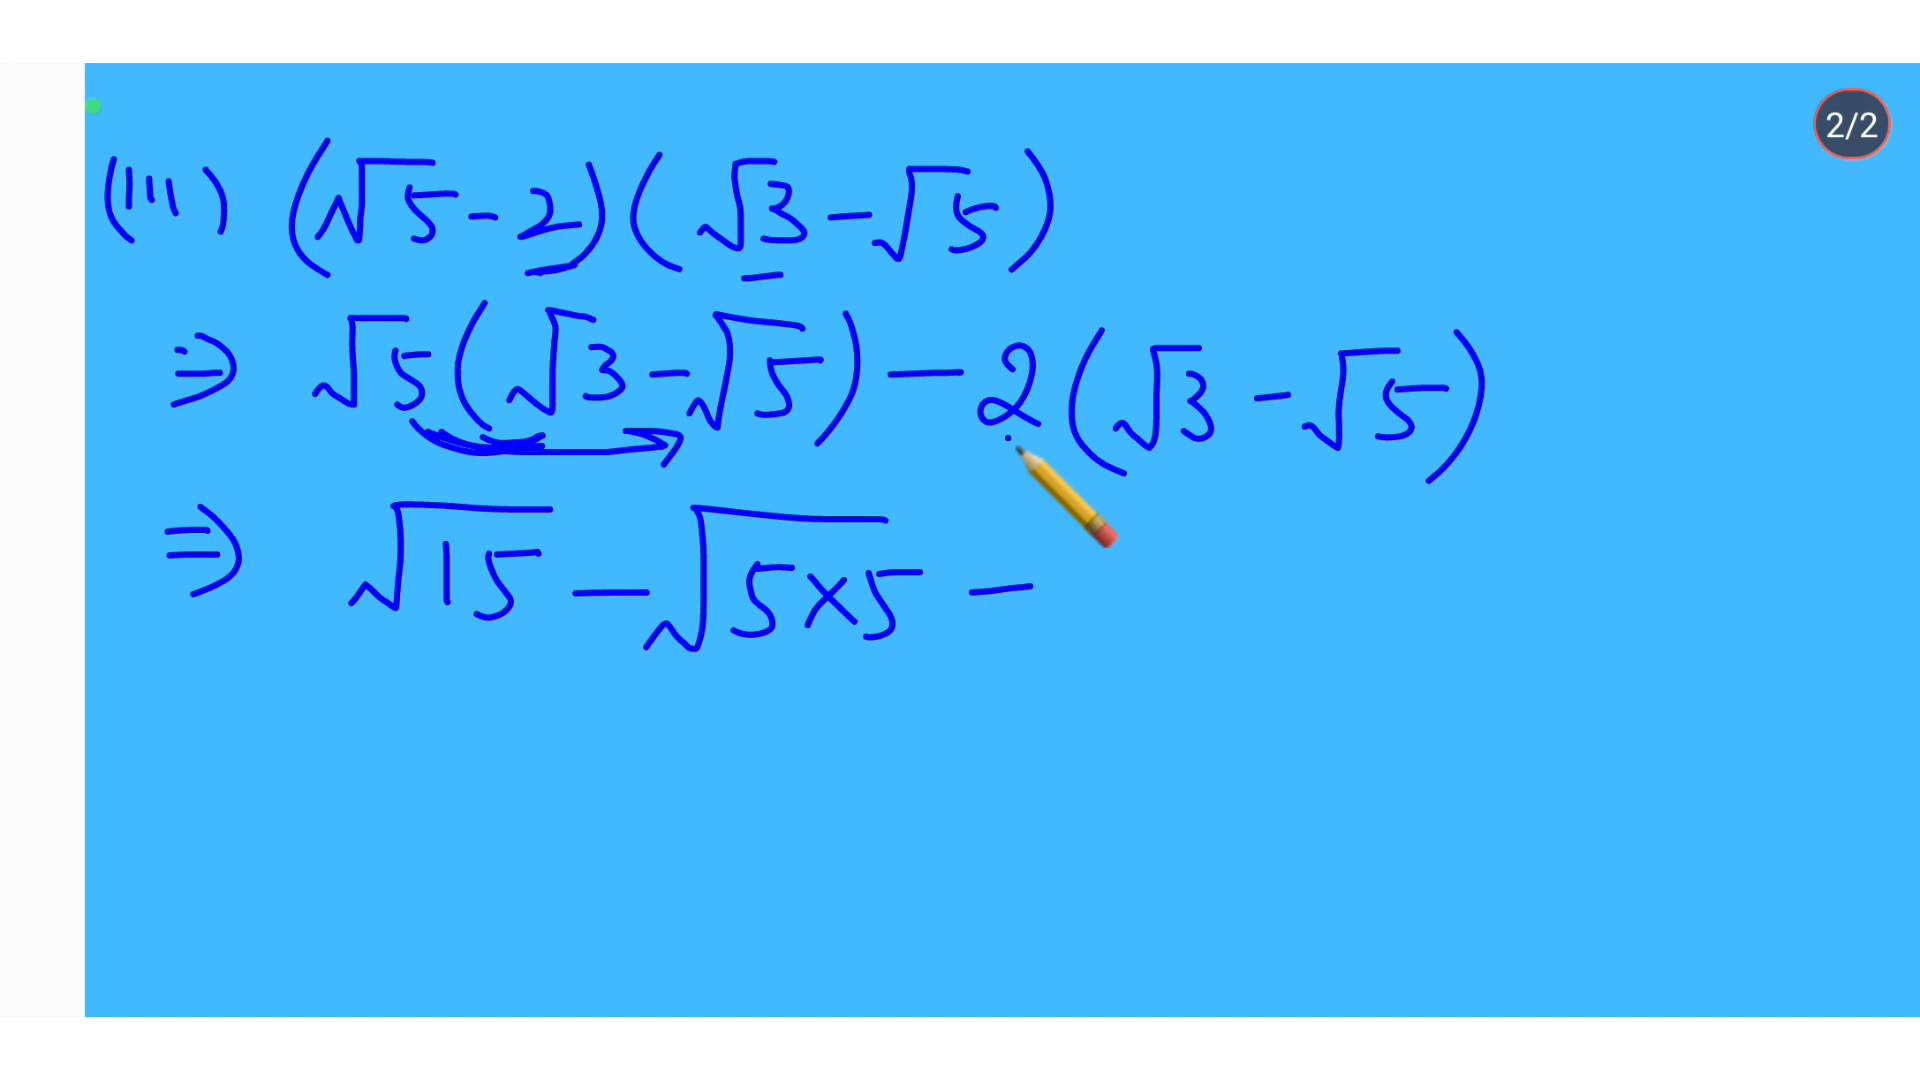 2/2
(iii) (√5-2)(√3-√5)
⇒ √5(√3-√5)-2(√3-√5)
⇒ √15-√5×5-